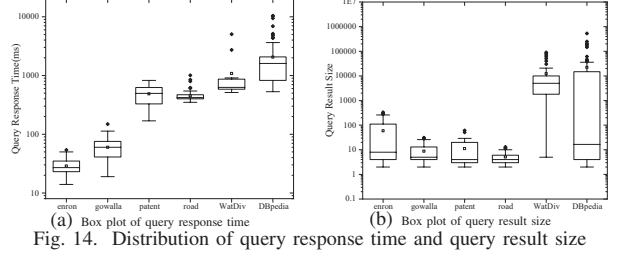 10000
1000
100
10
Query Response Time(ms)
enron gowalla patent road WatDiv DBpedia
(a) Box plot of query response time
1E7
1000000
100000
10000
1000
100
10
1
0.1
Query Result Size
enron gowalla patent road WatDiv DBpedia
(b) Box plot of query result size
Fig. 14. Distribution of query response time and query result size